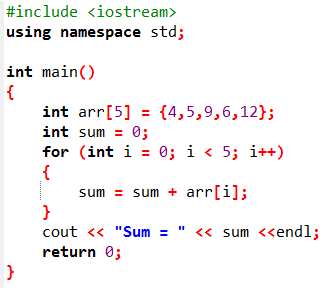 #include <iostream>
using namespace std;

int main()
{
    int arr[5] = {4,5,9,6,12};
    int sum = 0;
    for (int i = 0; i < 5; i++)
    {
        sum = sum + arr[i];
    }
    cout << "Sum = " << sum <<endl;
    return 0;
}